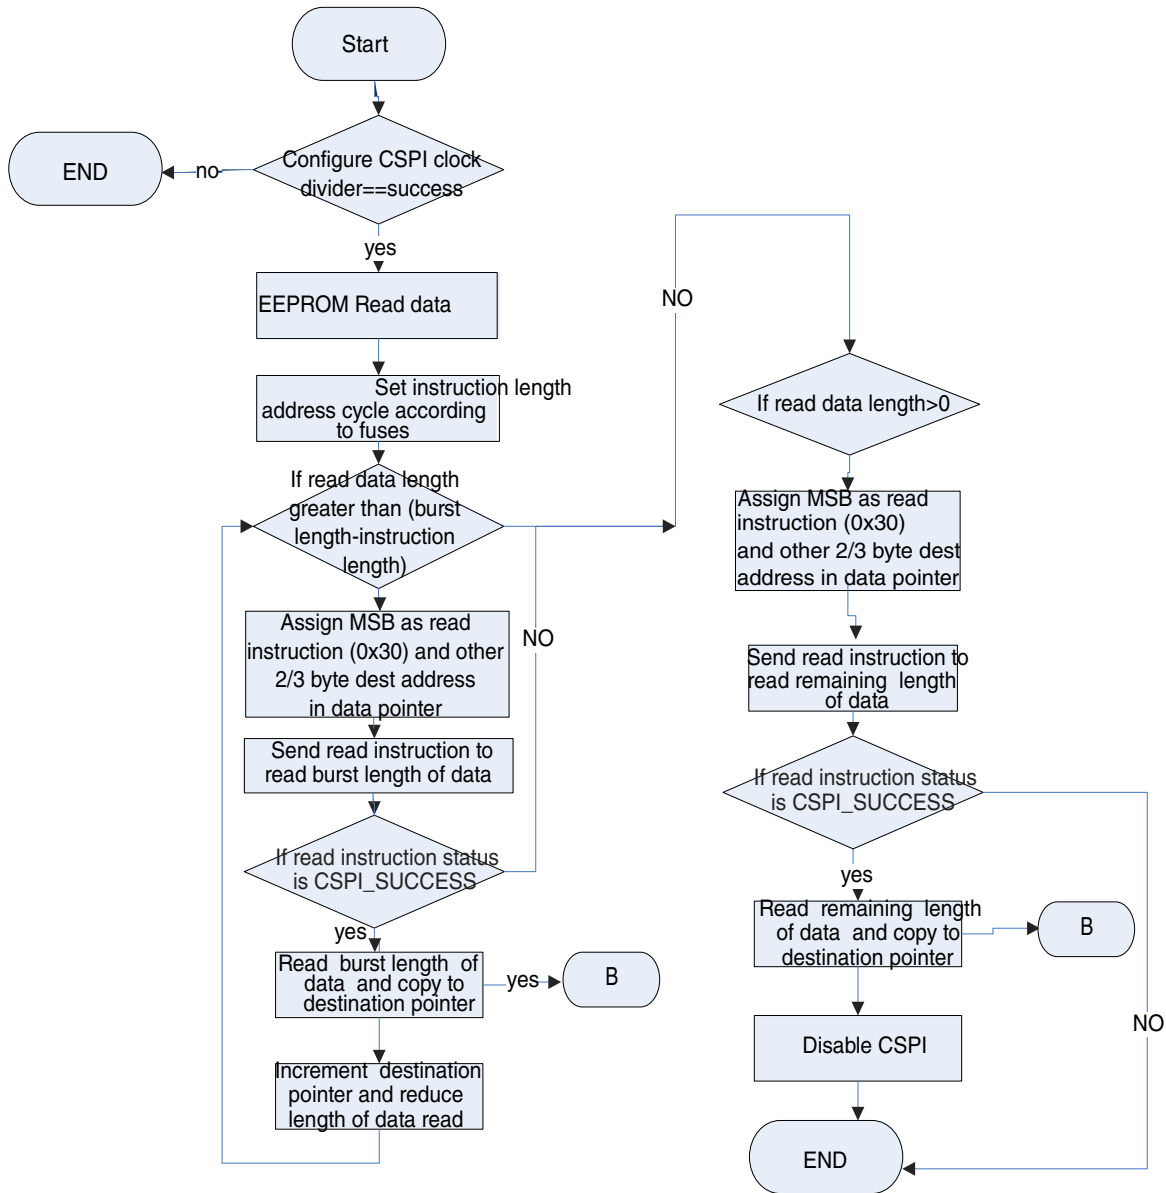 Start
Configure CSPI clock
divider==success
no
END
yes
EEPROM Read data
Set instruction length
address cycle according
to fuses
If read data length
greater than (burst
length-instruction
length)
Assign MSB as read
instruction (0x30) and other
2/3 byte dest address
in data pointer
NO
Send read instruction to
read burst length of data
If read instruction status
is CSPI_SUCCESS
yes
Read burst length of
data and copy to
destination pointer
yes
B
Increment destination
pointer and reduce
length of data read
NO
If read data length>0
Assign MSB as read
instruction (0x30)
and other 2/3 byte dest
address in data pointer
Send read instruction to
read remaining length
of data
If read instruction status
is CSPI_SUCCESS
yes
Read remaining length
of data and copy to
destination pointer
B
NO
Disable CSPI
END